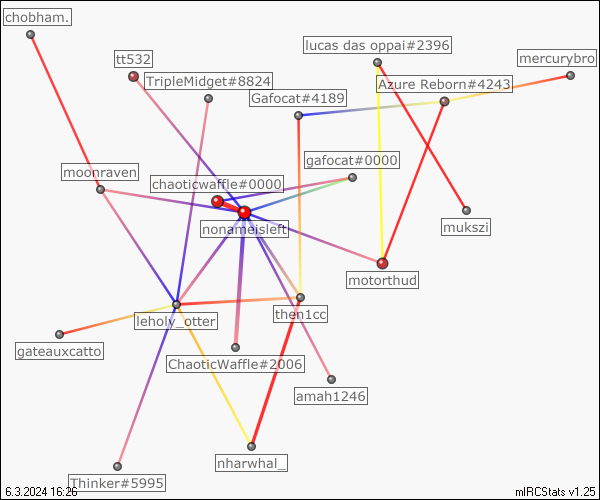 chobham.
lucas das oppai#2396
tt532
mercurybro
TripleMidget#8824
Azure Reborn#4243
Gafocat#4189
gafocat#0000
moonraven
chaoticwaffle#0000
nonameisleft
mukszi
motorthud
then1cc
leholy_otter
gateauxcatto
ChaoticWaffle#2006
amah1246
nharwhal_
Thinker#5995
6.3.2024 16:26
mIRCStats v1.25